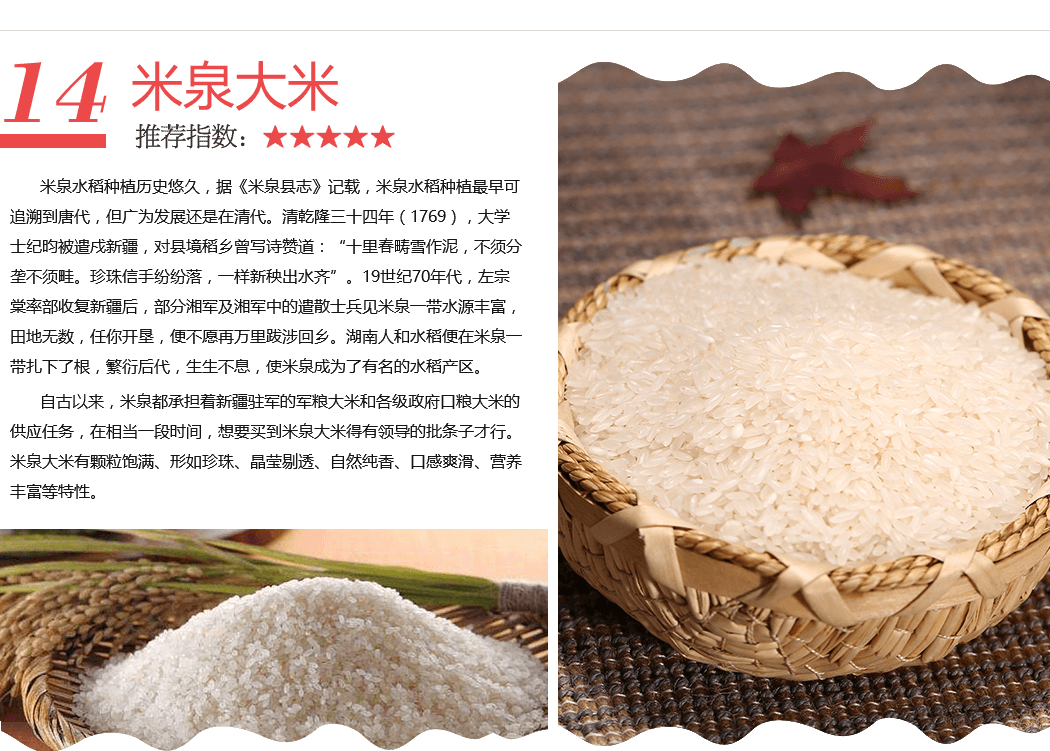 14
米泉大米
推荐指数：★★★★★
米泉水稻种植历史悠久，据《米泉县志》记载，米泉水稻种植最早可
追溯到唐代，但广为发展还是在清代。清乾隆三十四年（1769），大学
士纪昀被遣戍新疆，对县境稻乡曾写诗赞道：“十里春畴雪作泥，不须分
垄不须畦。珍珠信手纷纷落，一样新秧出水齐”。19世纪70年代，左宗
棠率部收复新疆后，部分湘军及湘军中的遣散士兵见米泉一带水源丰富，
田地无数，任你开垦，便不愿再万里跋涉回乡。湖南人和水稻便在米泉一
带扎下了根，繁衍后代，生生不息，使米泉成为了有名的水稻产区。
自古以来，米泉都承担着新疆驻军的军粮大米和各级政府口粮大米的
供应任务，在相当一段时间，想要买到米泉大米得有领导的批条子才行。
米泉大米有颗粒饱满、形如珍珠、晶莹剔透、自然纯香、口感爽滑、营养
丰富等特性。